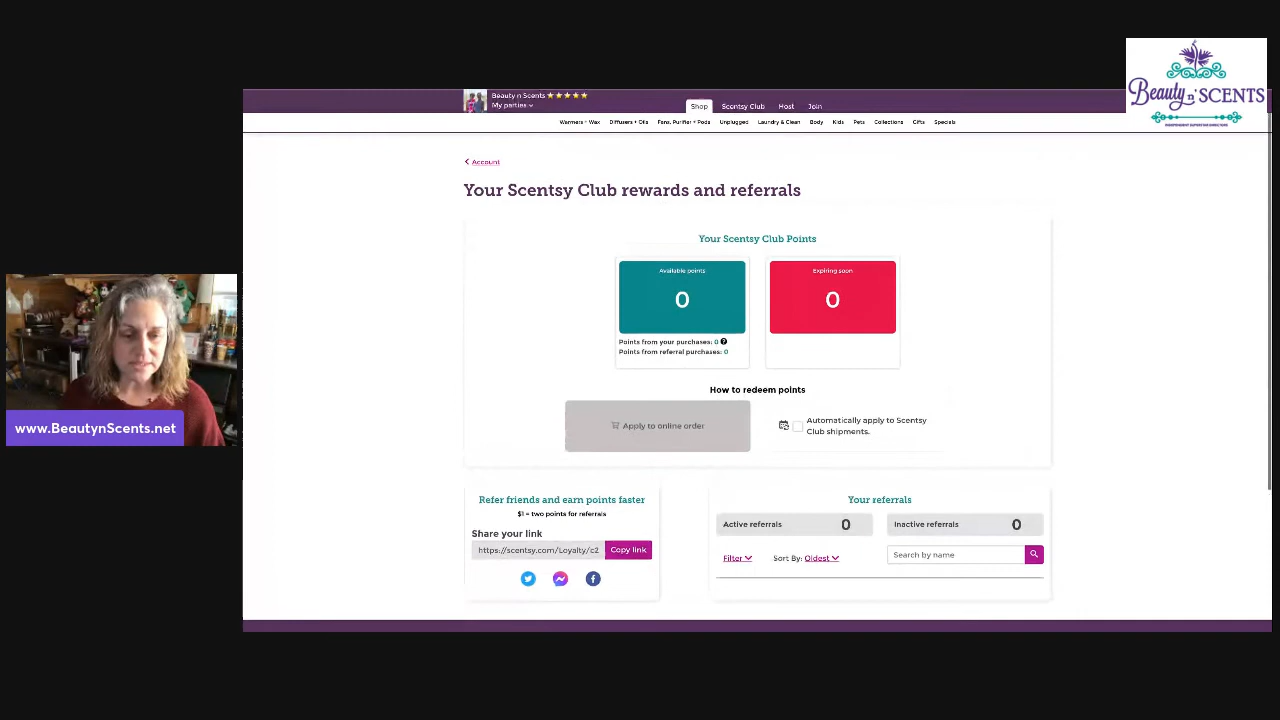 Beauty n' SCENTS
INDEPENDENT SUPERSTAR DIRECTORS
Beauty n Scents
My parties
Shop Scentsy Club Host Join
Warmers + Wax Diffusers + Oils Fans, Purifier + Pods Unplugged Laundry & Clean Body Kids Pets Collections Gifts Specials
Account
Your Scentsy Club rewards and referrals
Your Scentsy Club Points
Available points
0
Points from your purchases: 0 ?
Points from referral purchases: 0
Expiring soon
0
How to redeem points
Apply to online order
Automatically apply to Scentsy
Club shipments.
Refer friends and earn points faster
$1 = two points for referrals
Share your link
https://scentsy.com/Loyalty/c2 Copy link
Your referrals
Active referrals 0
Inactive referrals 0
Filter Sort By: Oldest
Search by name
www.BeautynScents.net